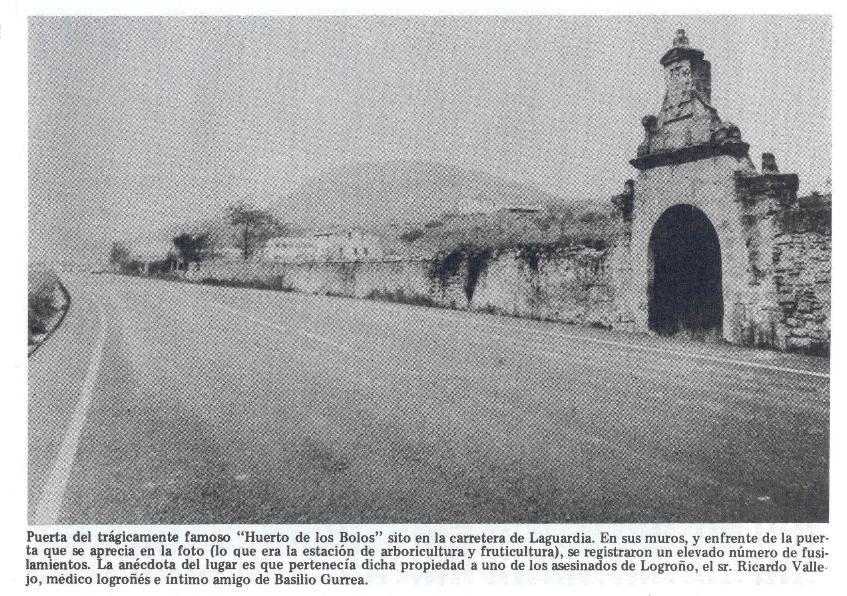 Puerta del trágicamente famoso "Huerto de los Bolos" sito en la carretera de Laguardia. En sus muros, y enfrente de la puer-
ta que se aprecia en la foto (lo que era la estación de arboricultura y fruticultura), se registraron un elevado número de fusi-
lamientos. La anécdota del lugar es que pertenecía dicha propiedad a uno de los asesinados de Logroño, el sr. Ricardo Valle-
jo, médico logroñés e íntimo amigo de Basilio Gurrea.